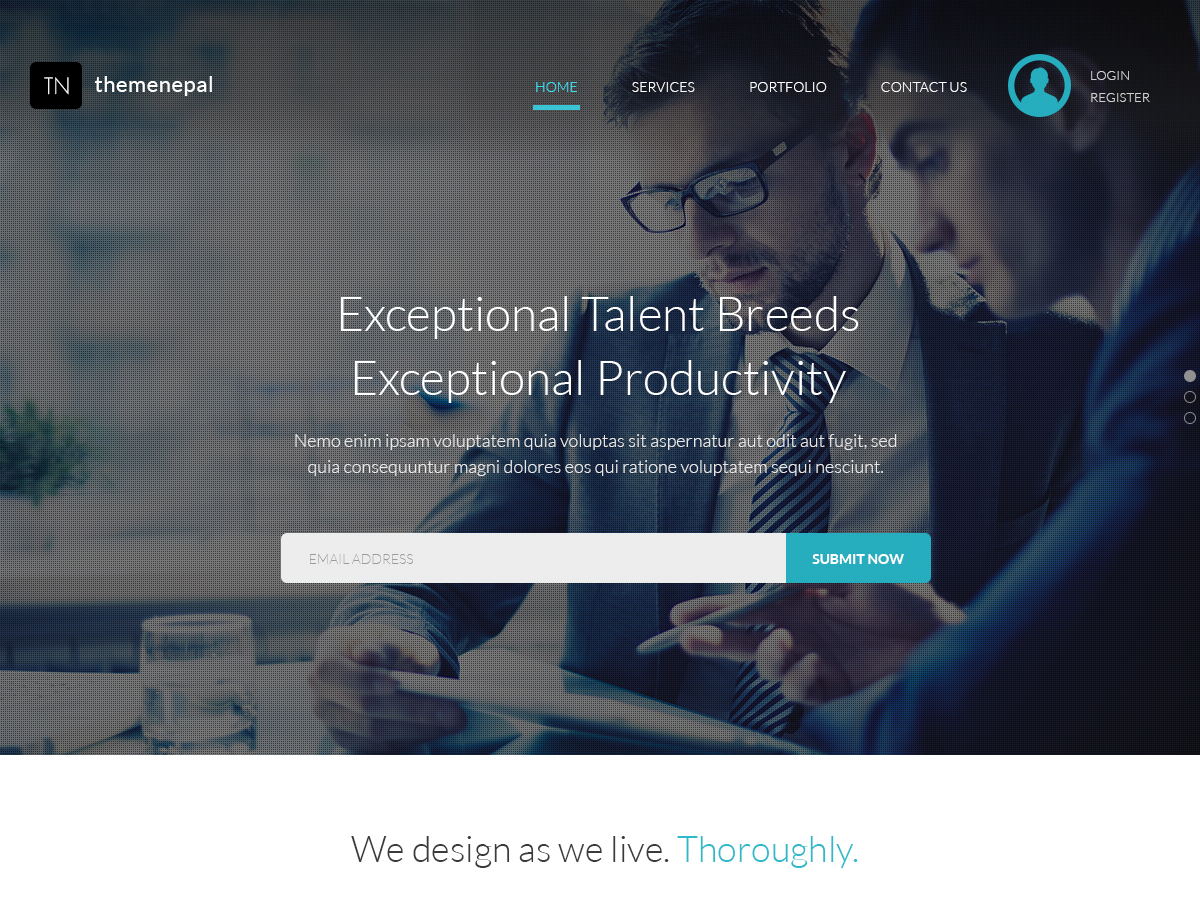 TN themenepal
HOME SERVICES PORTFOLIO CONTACT US
LOGIN
REGISTER
Exceptional Talent Breeds
Exceptional Productivity
Nemo enim ipsam voluptatem quia voluptas sit aspernatur aut odit aut fugit, sed
quia consequuntur magni dolores eos qui ratione voluptatem sequi nesciunt.
EMAIL ADDRESS SUBMIT NOW
We design as we live. Thoroughly.